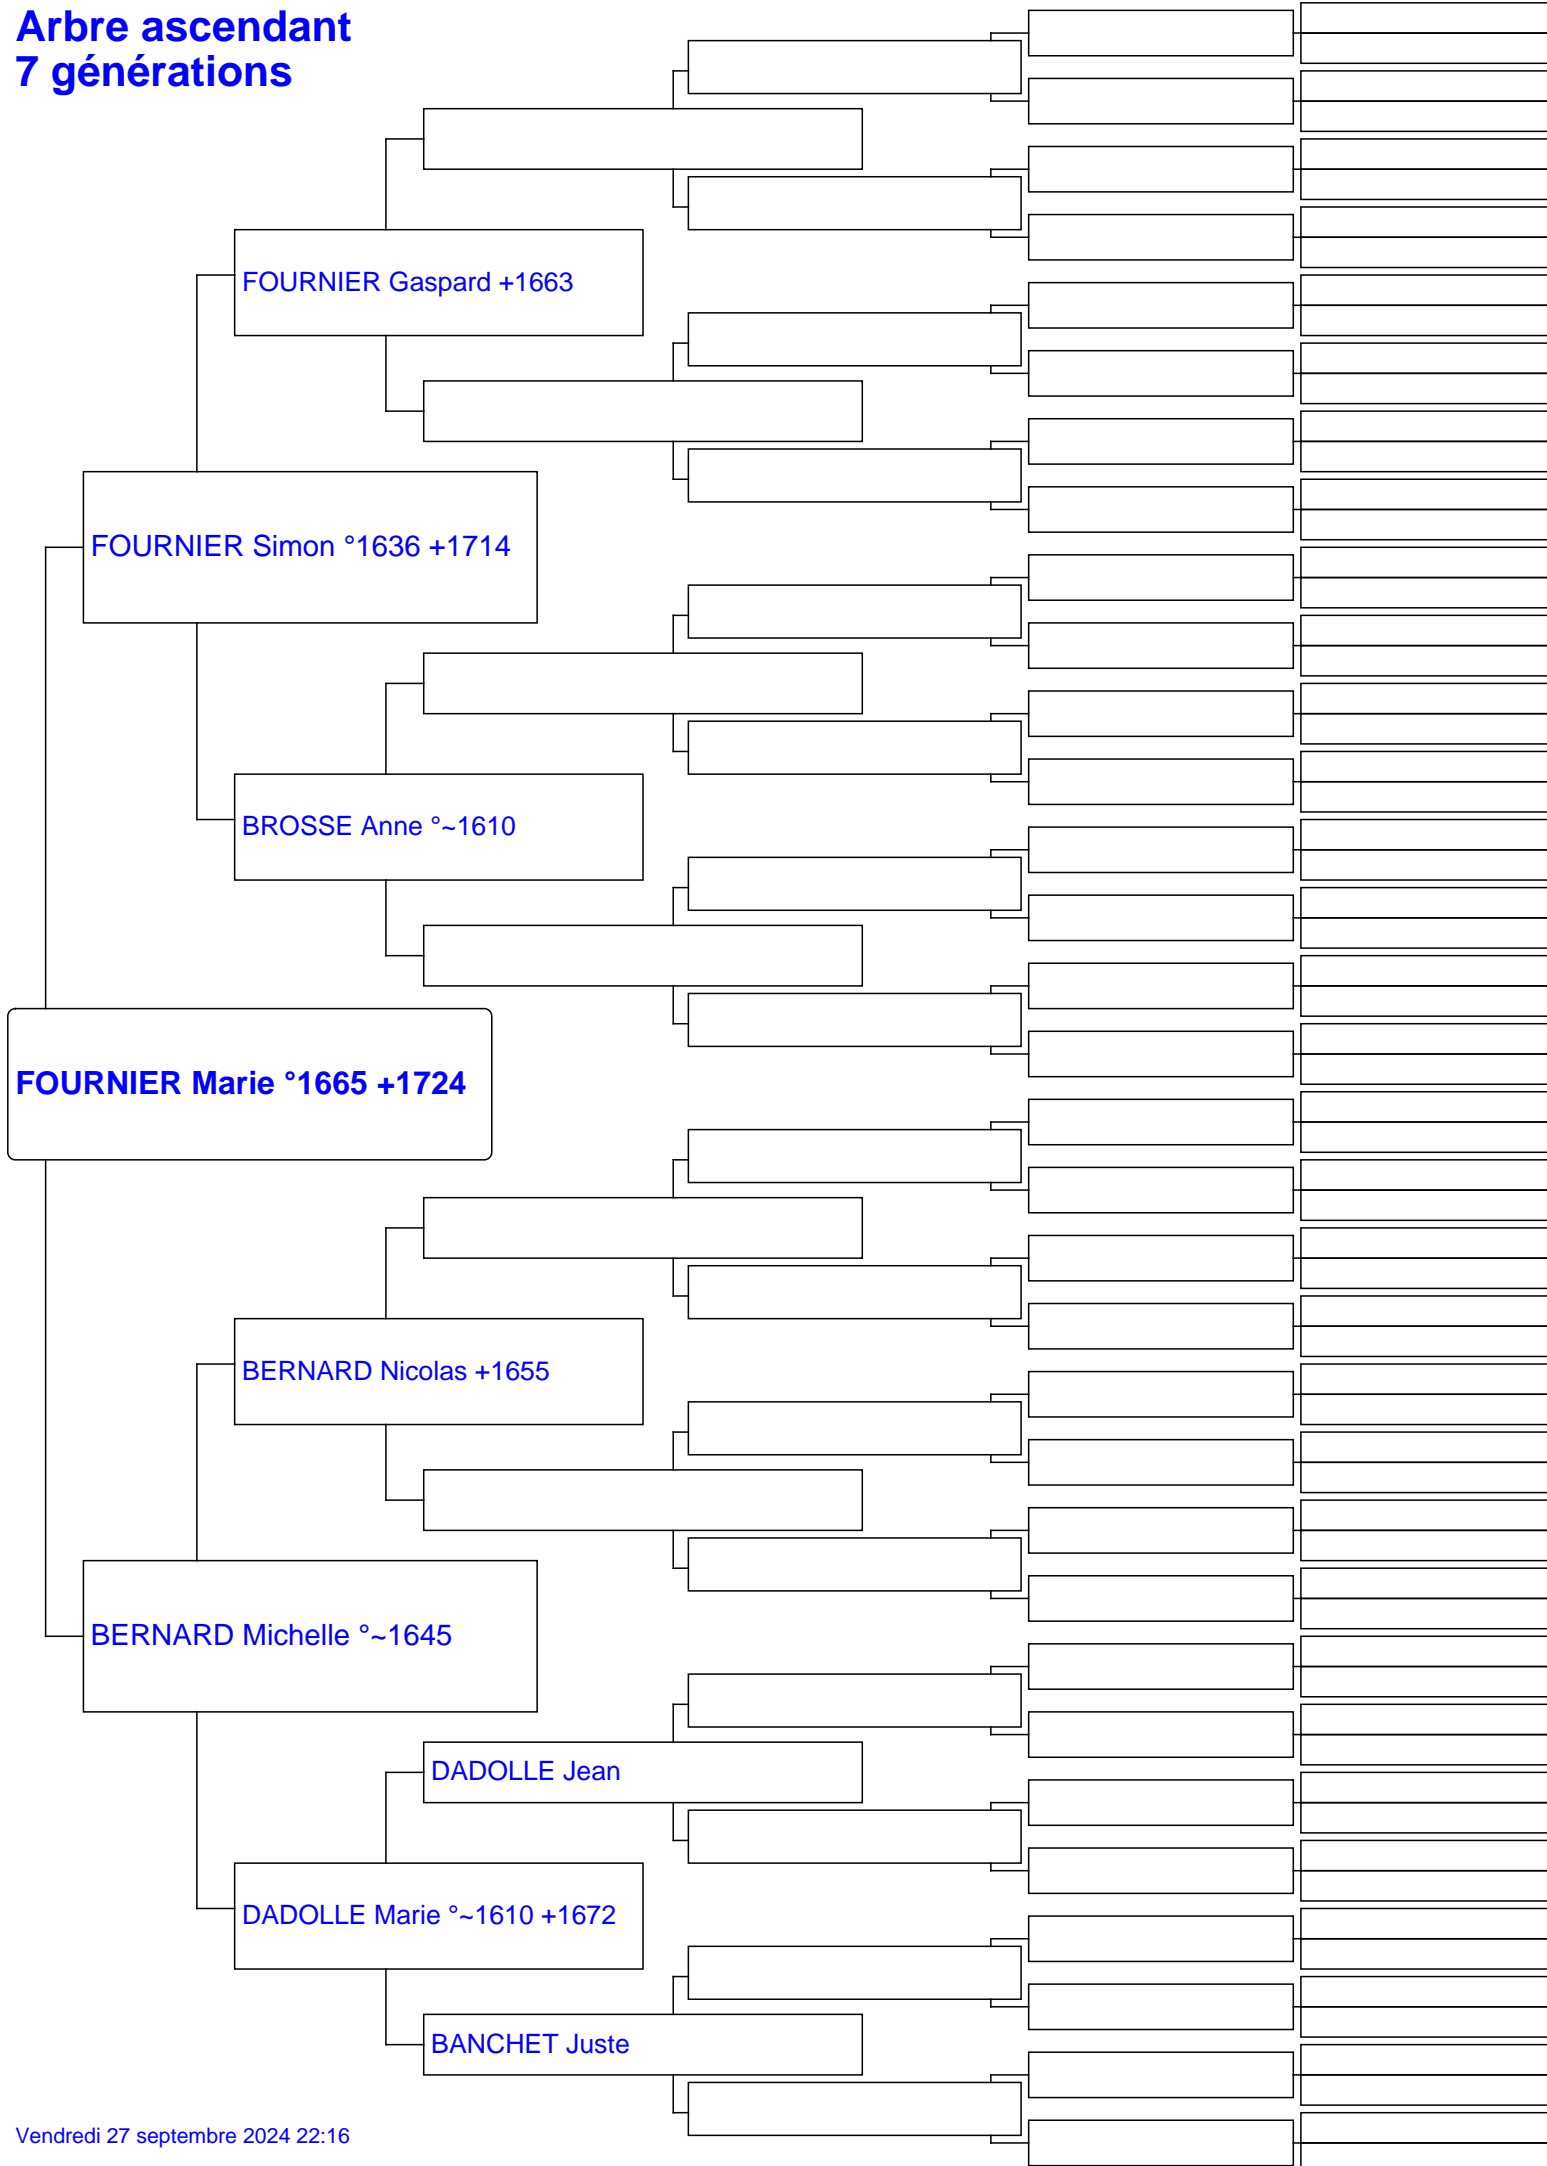 Arbre ascendant
7 générations
FOURNIER Gaspard +1663
FOURNIER Simon °1636 +1714
BROSSE Anne °~1610
FOURNIER Marie °1665 +1724
BERNARD Nicolas +1655
BERNARD Michelle °~1645
DADOLLE Jean
DADOLLE Marie °~1610 +1672
BANCHET Juste
Vendredi 27 septembre 2024 22:16